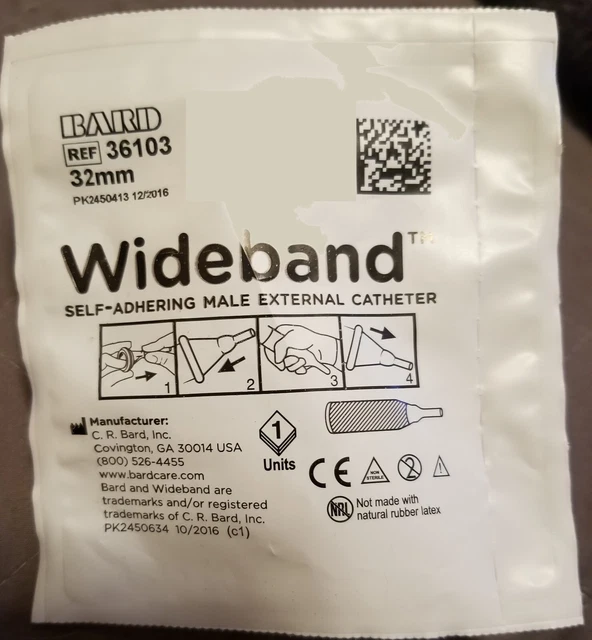 BARD
REF 36103
32mm
PK2450413 12/2016
Wideband™
SELF-ADHERING MALE EXTERNAL CATHETER
1 2 3 4
Manufacturer:
C. R. Bard, Inc.
Covington, GA 30014 USA
(800) 526-4455
www.bardcare.com
Bard and Wideband are
trademarks and/or registered
trademarks of C. R. Bard, Inc.
PK2450634 10/2016 (c1)
1
Units
CE NON STERILE 2
NRL Not made with
natural rubber latex